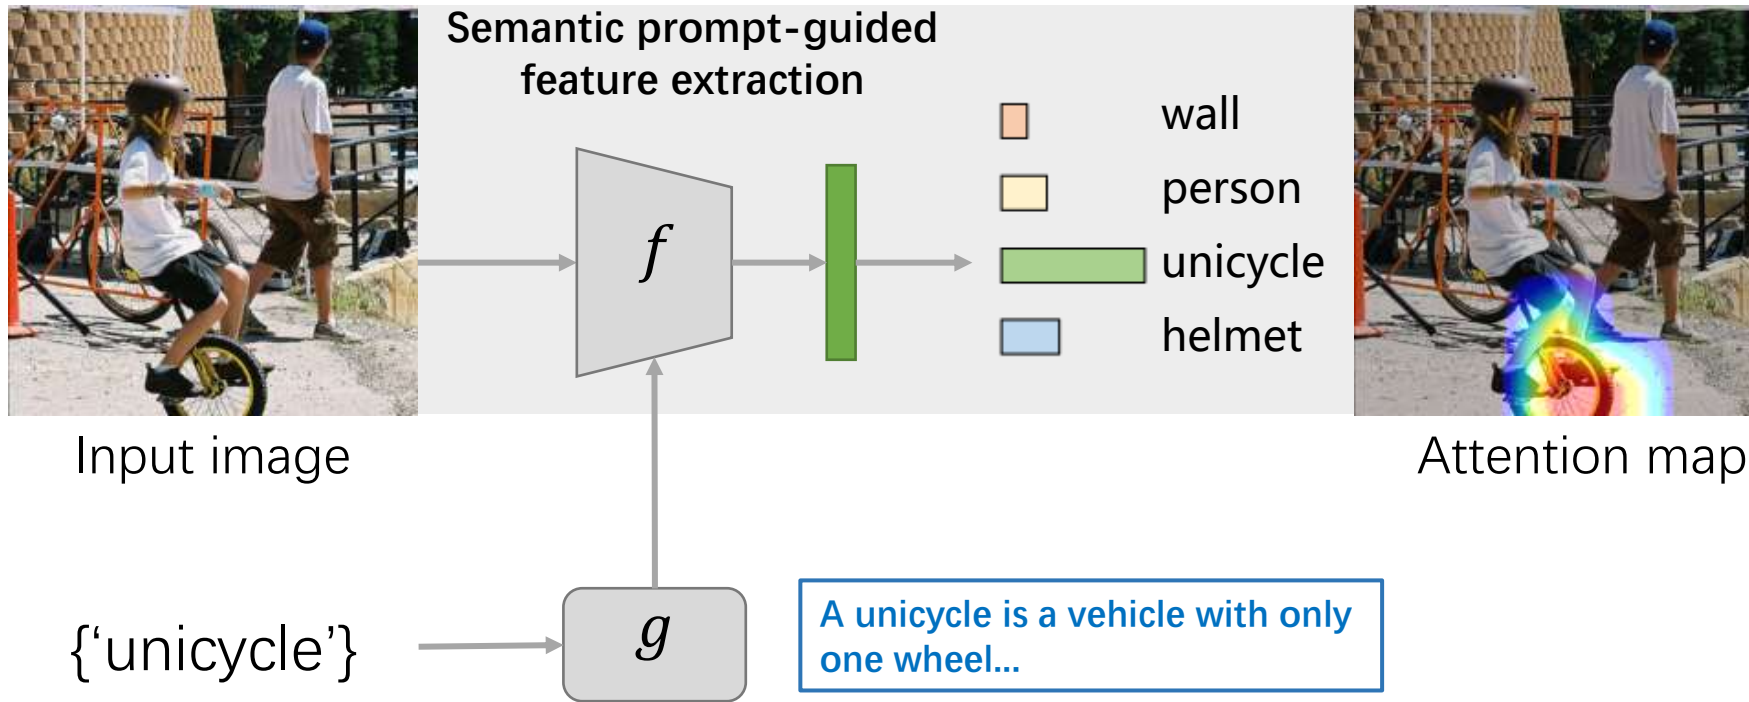 Semantic prompt-guided
feature extraction
f
wall
person
unicycle
helmet
Input image
Attention map
{‘unicycle’}
g
A unicycle is a vehicle with only
one wheel...